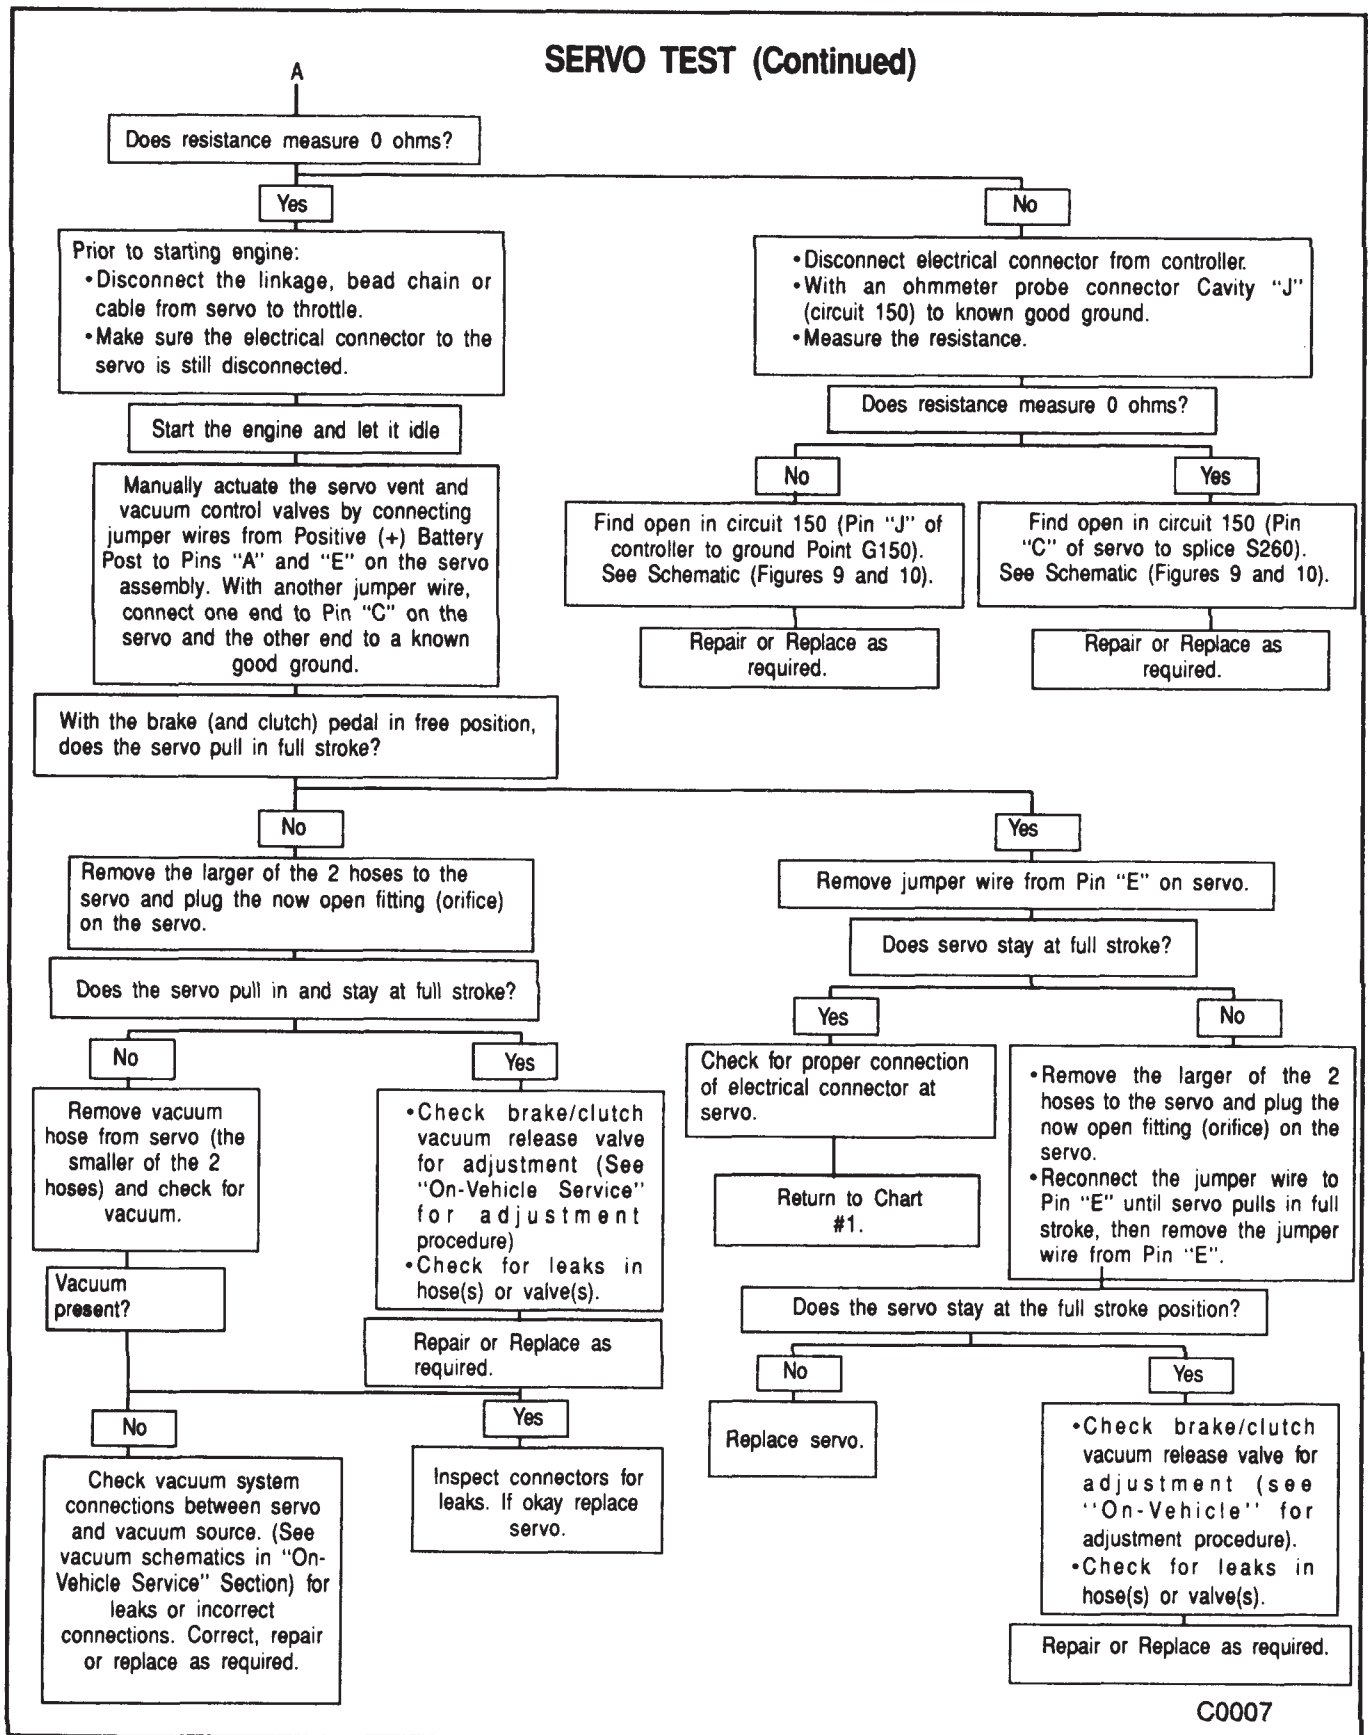 SERVO TEST (Continued)
A
Does resistance measure 0 ohms?
Yes
No
Prior to starting engine:
•Disconnect the linkage, bead chain or
cable from servo to throttle.
•Make sure the electrical connector to the
servo is still disconnected.
•Disconnect electrical connector from controller.
•With an ohmmeter probe connector Cavity "J"
(circuit 150) to known good ground.
•Measure the resistance.
Start the engine and let it idle
Does resistance measure 0 ohms?
Manually actuate the servo vent and
vacuum control valves by connecting
jumper wires from Positive (+) Battery
Post to Pins "A" and "E" on the servo
assembly. With another jumper wire,
connect one end to Pin "C" on the
servo and the other end to a known
good ground.
No
Yes
Find open in circuit 150 (Pin "J" of
controller to ground Point G150).
See Schematic (Figures 9 and 10).
Find open in circuit 150 (Pin
"C" of servo to splice S260).
See Schematic (Figures 9 and 10).
Repair or Replace as
required.
Repair or Replace as
required.
With the brake (and clutch) pedal in free position,
does the servo pull in full stroke?
No
Yes
Remove the larger of the 2 hoses to the
servo and plug the now open fitting (orifice)
on the servo.
Remove jumper wire from Pin "E" on servo.
Does servo stay at full stroke?
Does the servo pull in and stay at full stroke?
Yes
No
No
Yes
Check for proper connection
of electrical connector at
servo.
•Remove the larger of the 2
hoses to the servo and plug the
now open fitting (orifice) on the
servo.
•Reconnect the jumper wire to
Pin "E" until servo pulls in full
stroke, then remove the jumper
wire from Pin "E".
Remove vacuum
hose from servo (the
smaller of the 2
hoses) and check for
vacuum.
•Check brake/clutch
vacuum release valve
for adjustment (See
"On-Vehicle Service"
for adjustment
procedure)
•Check for leaks in
hose(s) or valve(s).
Return to Chart
#1.
Vacuum
present?
Does the servo stay at the full stroke position?
Repair or Replace as
required.
No
Yes
No
Yes
Replace servo.
•Check brake/clutch
vacuum release valve for
adjustment (see
"On-Vehicle" for
adjustment procedure).
•Check for leaks in
hose(s) or valve(s).
Check vacuum system
connections between servo
and vacuum source. (See
vacuum schematics in "On-
Vehicle Service" Section) for
leaks or incorrect
connections. Correct, repair
or replace as required.
Inspect connectors for
leaks. If okay replace
servo.
Repair or Replace as required.
C0007